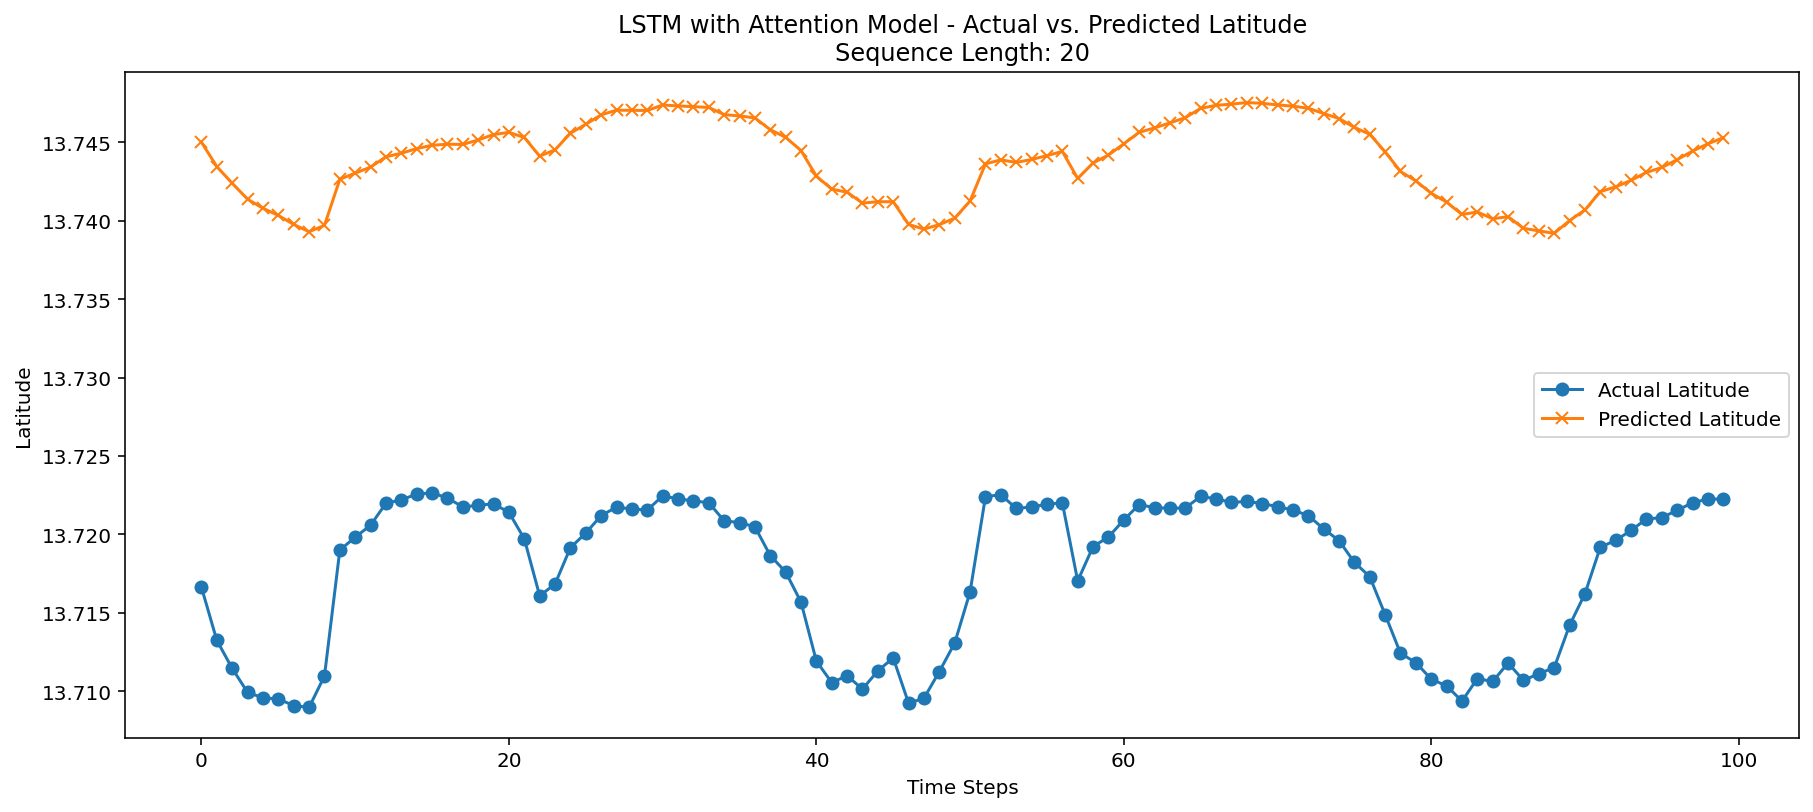 LSTM with Attention Model - Actual vs. Predicted Latitude
Sequence Length: 20
13.745
13.740
13.735
13.730
13.725
13.720
13.715
13.710
Latitude
Actual Latitude
Predicted Latitude
0
20
40
60
80
100
Time Steps